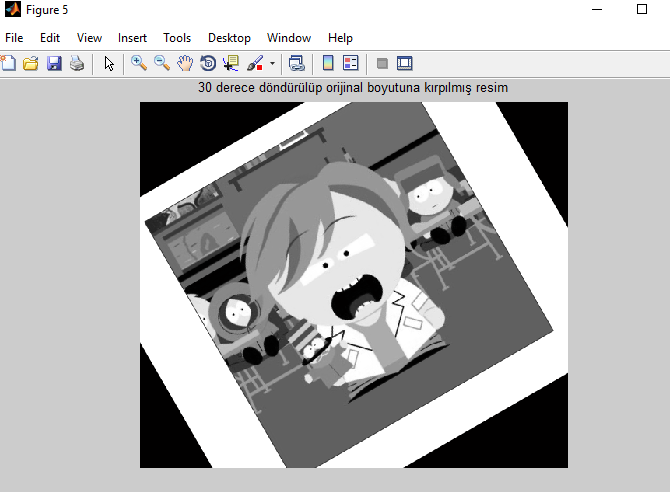 Figure 5
File Edit View Insert Tools Desktop Window Help
30 derece döndürülüp orijinal boyutuna kırpılmış resim